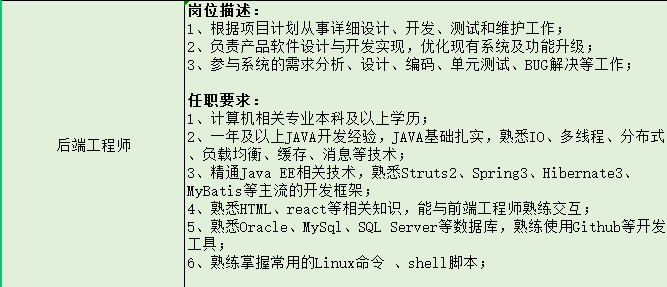 后端工程师
岗位描述：
1、根据项目计划从事详细设计、开发、测试和维护工作；
2、负责产品软件设计与开发实现，优化现有系统及功能升级；
3、参与系统的需求分析、设计、编码、单元测试、BUG解决等工作；
任职要求：
1、计算机相关专业本科及以上学历；
2、一年及以上JAVA开发经验，JAVA基础扎实，熟悉IO、多线程、分布式
、负载均衡、缓存、消息等技术；
3、精通Java EE相关技术，熟悉Struts2、Spring3、Hibernate3、
MyBatis等主流的开发框架；
4、熟悉HTML、react等相关知识，能与前端工程师熟练交互；
5、熟悉Oracle、MySql、SQL Server等数据库，熟练使用Github等开发
工具；
6、熟练掌握常用的Linux命令 、shell脚本；